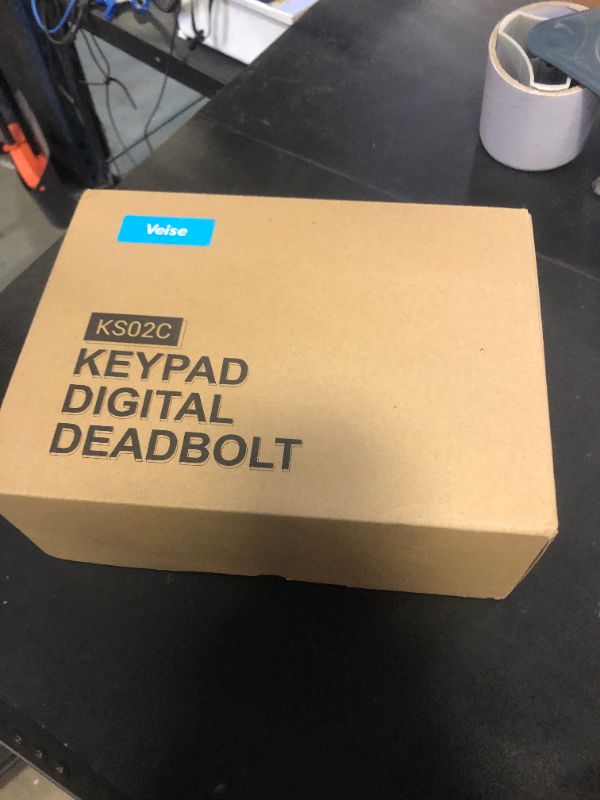 Veise
KS02C
KEYPAD
DIGITAL
DEADBOLT